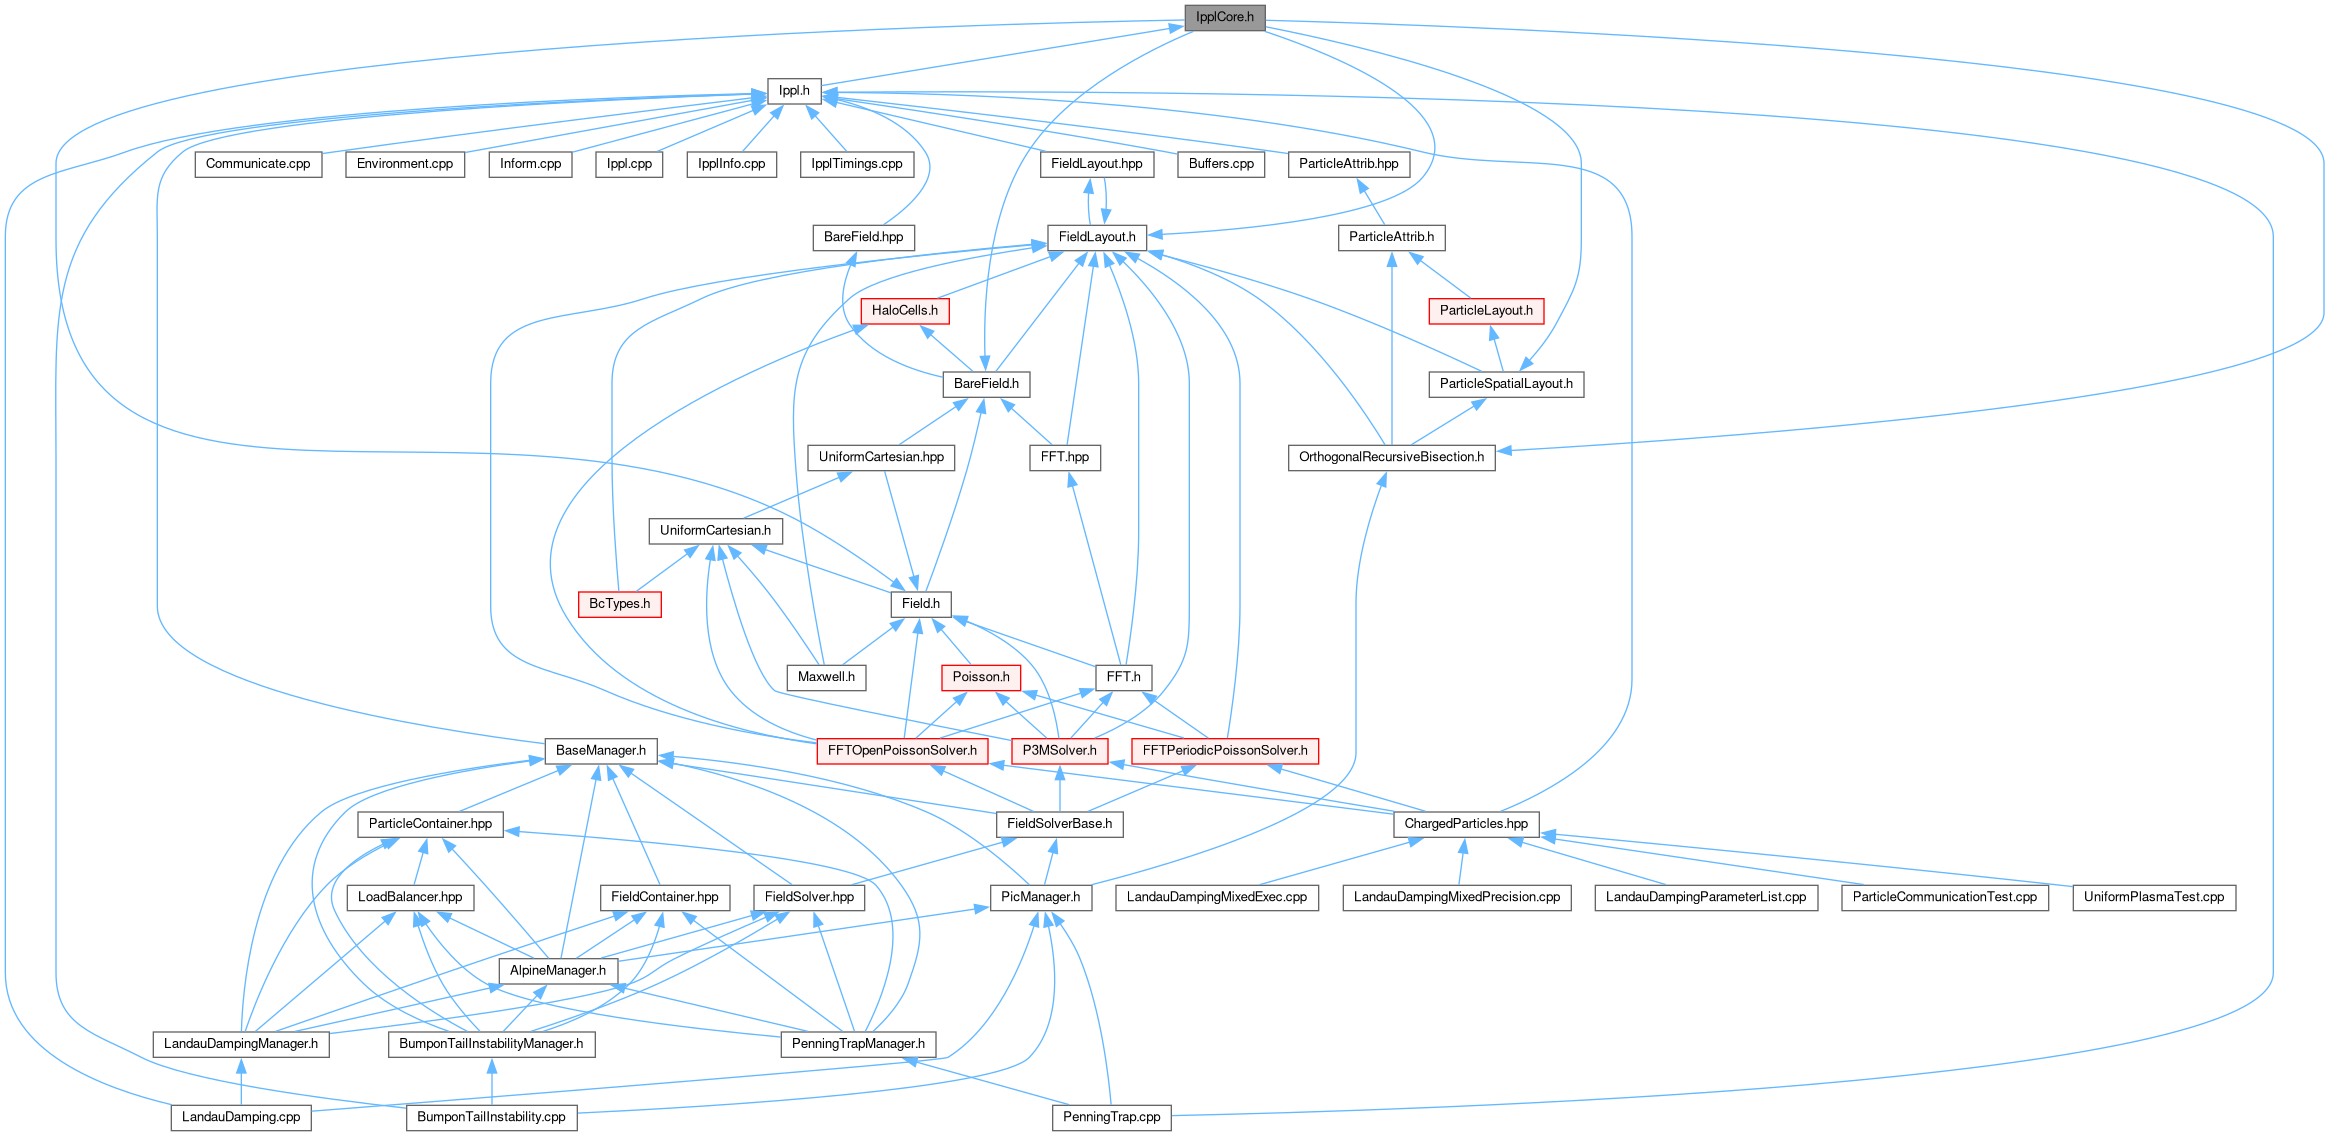 IpplCore.h
Ippl.h
Communicate.cpp
Environment.cpp
Inform.cpp
Ippl.cpp
IpplInfo.cpp
IpplTimings.cpp
FieldLayout.hpp
Buffers.cpp
ParticleAttrib.hpp
BareField.hpp
FieldLayout.h
ParticleAttrib.h
HaloCells.h
ParticleLayout.h
BareField.h
ParticleSpatialLayout.h
UniformCartesian.hpp
FFT.hpp
OrthogonalRecursiveBisection.h
UniformCartesian.h
BcTypes.h
Field.h
Maxwell.h
Poisson.h
FFT.h
BaseManager.h
FFTOpenPoissonSolver.h
P3MSolver.h
FFTPeriodicPoissonSolver.h
ParticleContainer.hpp
FieldSolverBase.h
ChargedParticles.hpp
LoadBalancer.hpp
FieldContainer.hpp
FieldSolver.hpp
PicManager.h
LandauDampingMixedExec.cpp
LandauDampingMixedPrecision.cpp
LandauDampingParameterList.cpp
ParticleCommunicationTest.cpp
UniformPlasmaTest.cpp
AlpineManager.h
LandauDampingManager.h
BumponTailInstabilityManager.h
PenningTrapManager.h
LandauDamping.cpp
BumponTailInstability.cpp
PenningTrap.cpp